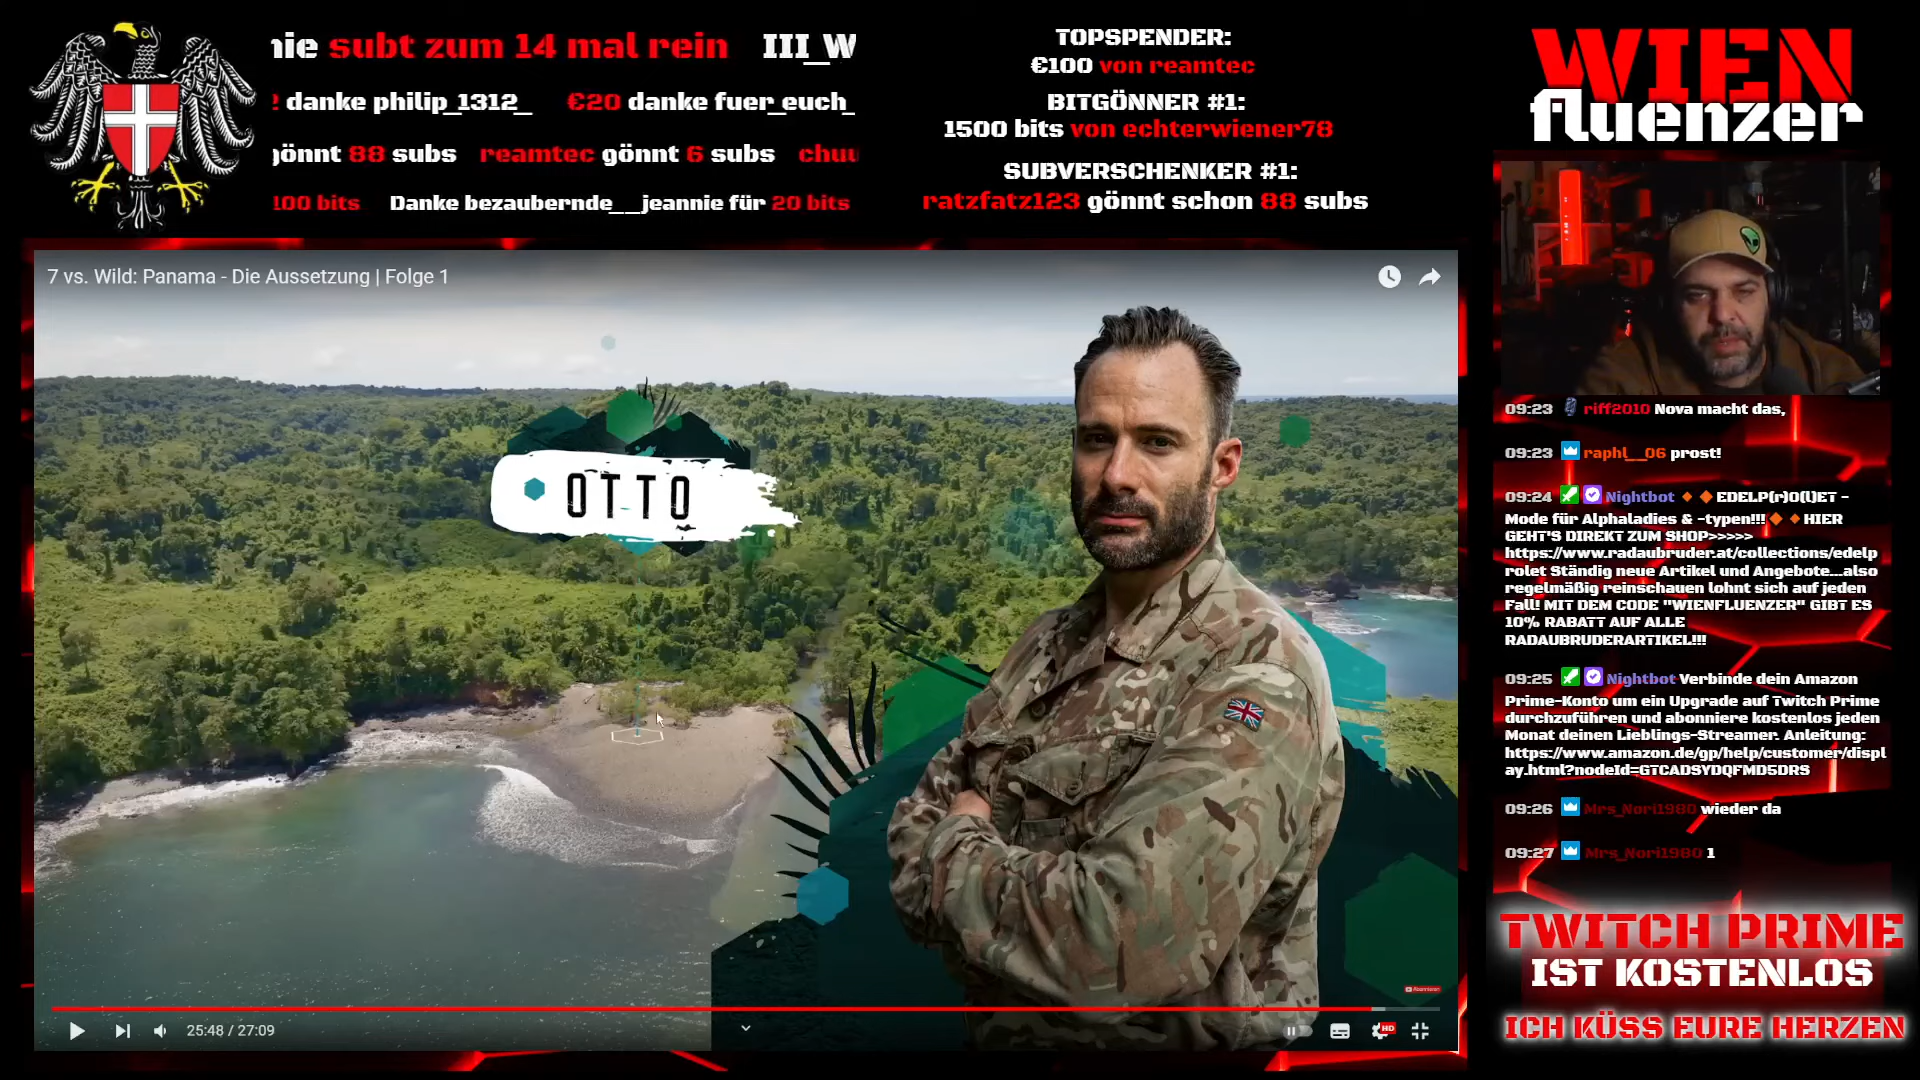 nie subt zum 14 mal rein III_W
danke philip_1312_ €20 danke fuer_euch_
gönnt 88 subs reamtec gönnt 6 subs chuu
100 bits Danke bezaubernde__jeannie für 20 bits
TOPSPENDER:
€100 von reamtec
BITGÖNNER #1:
1500 bits von echterwiener78
SUBVERSCHENKER #1:
ratzfatz123 gönnt schon 88 subs
WIEN
fluenzer
7 vs. Wild: Panama - Die Aussetzung | Folge 1
OTTO
25:48 / 27:09
HD
09:23 riff2010 Nova macht das,
09:23 raphl__06 prost!
09:24 Nightbot EDELP(r)O(l)ET -
Mode für Alphaladies & -typen!!! HIER
GEHT'S DIREKT ZUM SHOP>>>>>
https://www.radaubruder.at/collections/edelp
rolet Ständig neue Artikel und Angebote...also
regelmäßig reinschauen lohnt sich auf jeden
Fall! MIT DEM CODE "WIENFLUENZER" GIBT ES
10% RABATT AUF ALLE
RADAUBRUDERARTIKEL!!!
09:25 Nightbot Verbinde dein Amazon
Prime-Konto um ein Upgrade auf Twitch Prime
durchzuführen und abonniere kostenlos jeden
Monat deinen Lieblings-Streamer. Anleitung:
https://www.amazon.de/gp/help/customer/displ
ay.html?nodeId=GTCADSYDQFMD5DRS
09:26 Mrs_Nori1980 wieder da
09:27 Mrs_Nori1980 1
TWITCH PRIME
IST KOSTENLOS
ICH KÜSS EURE HERZEN